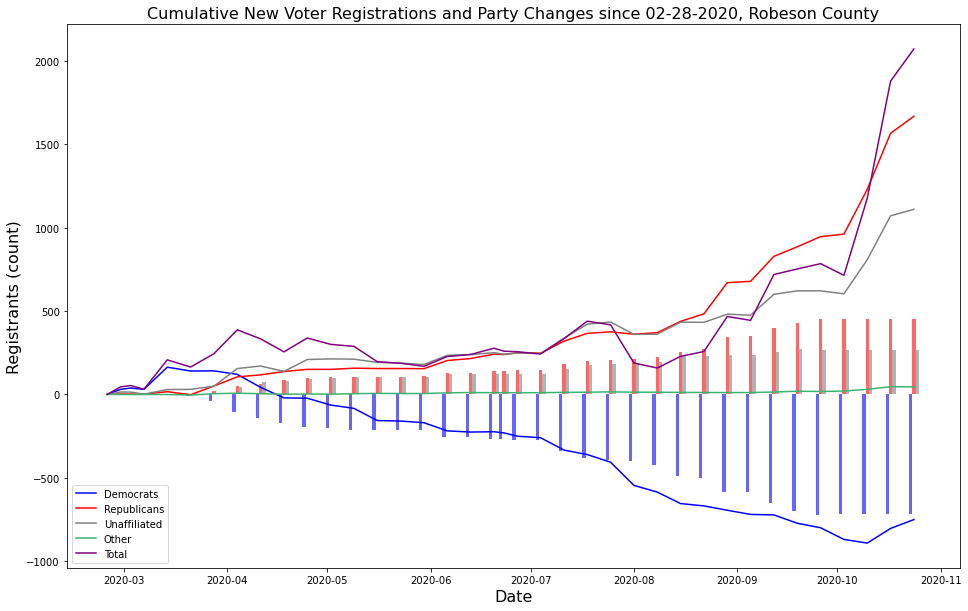 Cumulative New Voter Registrations and Party Changes since 02-28-2020, Robeson County
Registrants (count)
2000
1500
1000
500
0
−500
−1000
Democrats
Republicans
Unaffiliated
Other
Total
2020-03 2020-04 2020-05 2020-06 2020-07 2020-08 2020-09 2020-10 2020-11
Date